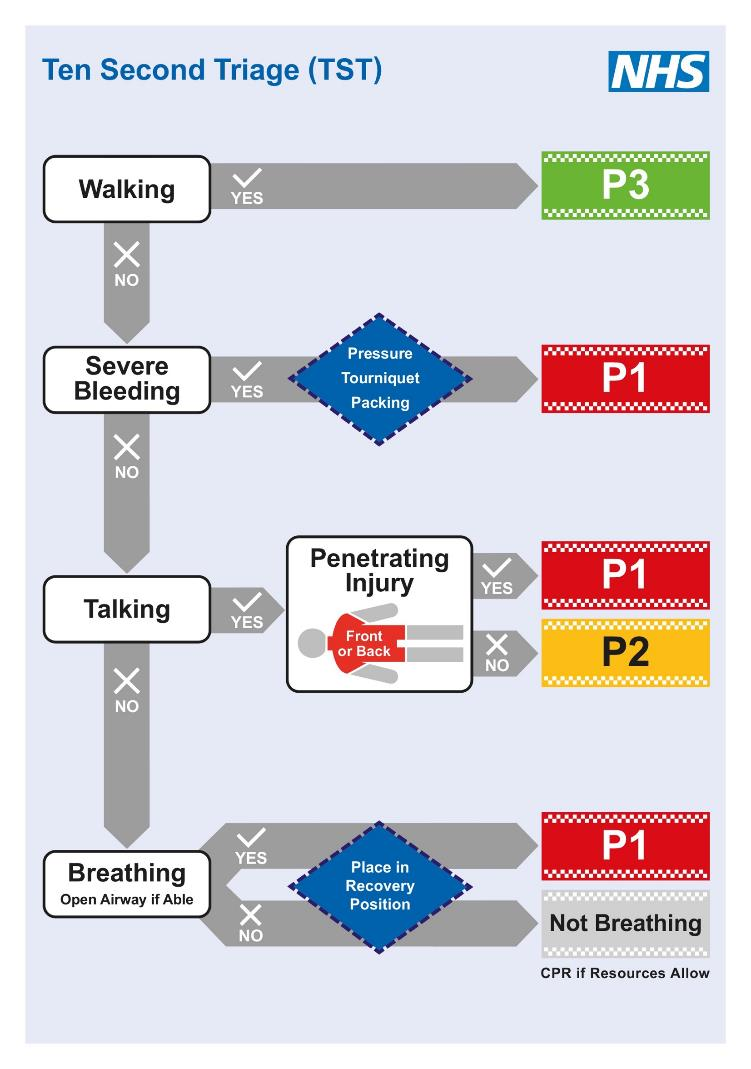 Ten Second Triage (TST)
NHS
Walking
YES
P3
NO
Severe
Bleeding
YES
Pressure
Tourniquet
Packing
P1
NO
Talking
YES
Penetrating
Injury
Front
or Back
YES
P1
NO
P2
NO
Breathing
Open Airway if Able
YES
Place in
Recovery
Position
P1
NO
Not Breathing
CPR if Resources Allow